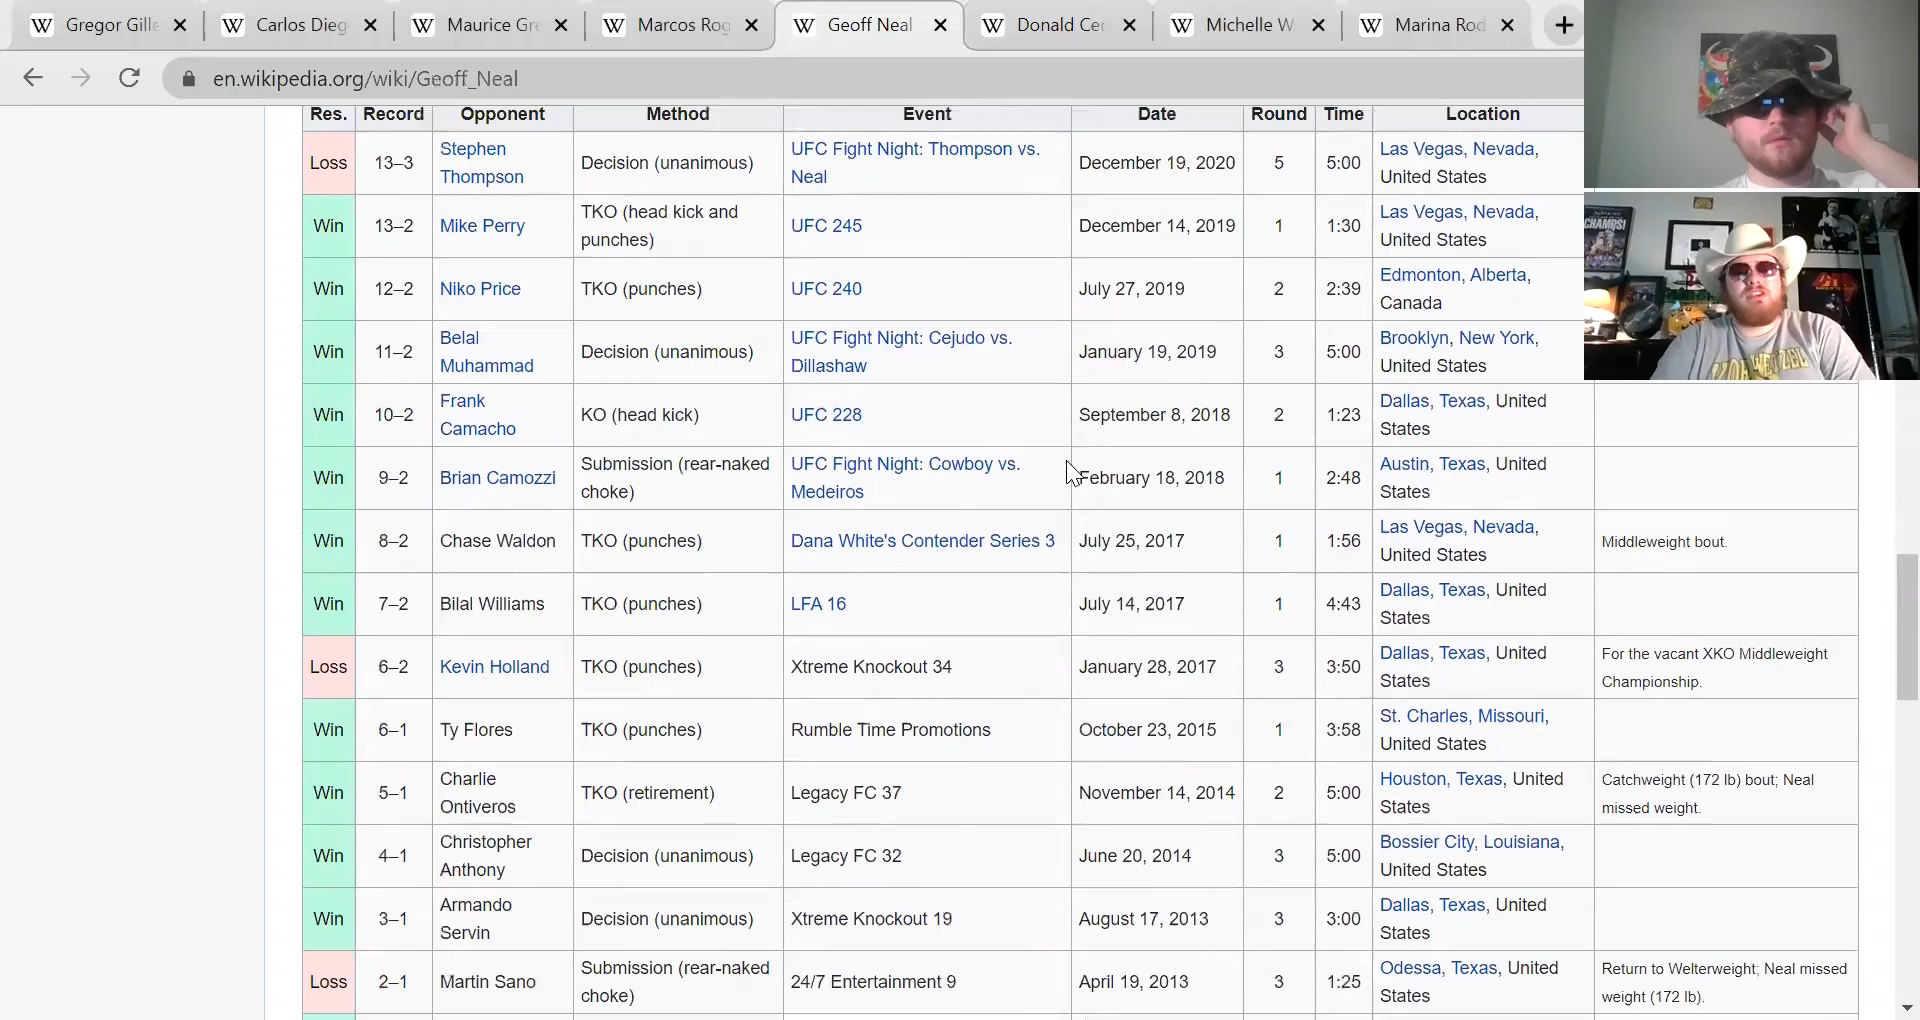 Gregor Gille
Carlos Dieg
Maurice Gre
Marcos Rog
Geoff Neal
Donald Cer
Michelle W
Marina Rod
en.wikipedia.org/wiki/Geoff_Neal
Res. Record Opponent Method Event Date Round Time Location
Loss 13–3 Stephen Thompson Decision (unanimous) UFC Fight Night: Thompson vs. Neal December 19, 2020 5 5:00 Las Vegas, Nevada, United States
Win 13–2 Mike Perry TKO (head kick and punches) UFC 245 December 14, 2019 1 1:30 Las Vegas, Nevada, United States
Win 12–2 Niko Price TKO (punches) UFC 240 July 27, 2019 2 2:39 Edmonton, Alberta, Canada
Win 11–2 Belal Muhammad Decision (unanimous) UFC Fight Night: Cejudo vs. Dillashaw January 19, 2019 3 5:00 Brooklyn, New York, United States
Win 10–2 Frank Camacho KO (head kick) UFC 228 September 8, 2018 2 1:23 Dallas, Texas, United States
Win 9–2 Brian Camozzi Submission (rear-naked choke) UFC Fight Night: Cowboy vs. Medeiros February 18, 2018 1 2:48 Austin, Texas, United States
Win 8–2 Chase Waldon TKO (punches) Dana White's Contender Series 3 July 25, 2017 1 1:56 Las Vegas, Nevada, United States Middleweight bout.
Win 7–2 Bilal Williams TKO (punches) LFA 16 July 14, 2017 1 4:43 Dallas, Texas, United States
Loss 6–2 Kevin Holland TKO (punches) Xtreme Knockout 34 January 28, 2017 3 3:50 Dallas, Texas, United States For the vacant XKO Middleweight Championship.
Win 6–1 Ty Flores TKO (punches) Rumble Time Promotions October 23, 2015 1 3:58 St. Charles, Missouri, United States
Win 5–1 Charlie Ontiveros TKO (retirement) Legacy FC 37 November 14, 2014 2 5:00 Houston, Texas, United States Catchweight (172 lb) bout; Neal missed weight.
Win 4–1 Christopher Anthony Decision (unanimous) Legacy FC 32 June 20, 2014 3 5:00 Bossier City, Louisiana, United States
Win 3–1 Armando Servin Decision (unanimous) Xtreme Knockout 19 August 17, 2013 3 3:00 Dallas, Texas, United States
Loss 2–1 Martin Sano Submission (rear-naked choke) 24/7 Entertainment 9 April 19, 2013 3 1:25 Odessa, Texas, United States Return to Welterweight; Neal missed weight (172 lb).
CHAMPS!